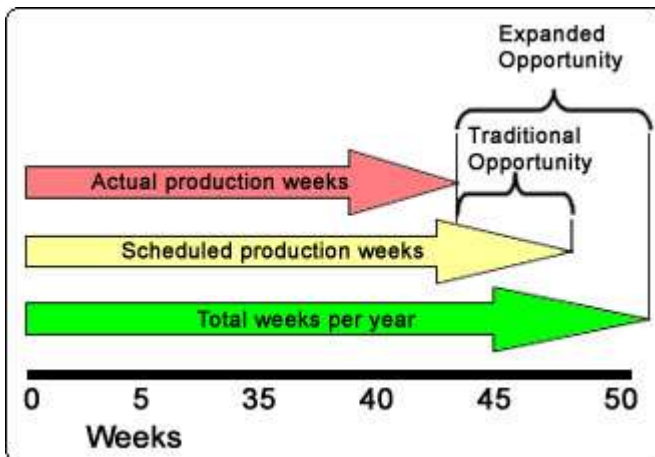 Expanded
Opportunity
Traditional
Opportunity
Actual production weeks
Scheduled production weeks
Total weeks per year
0 5 35 40 45 50
Weeks